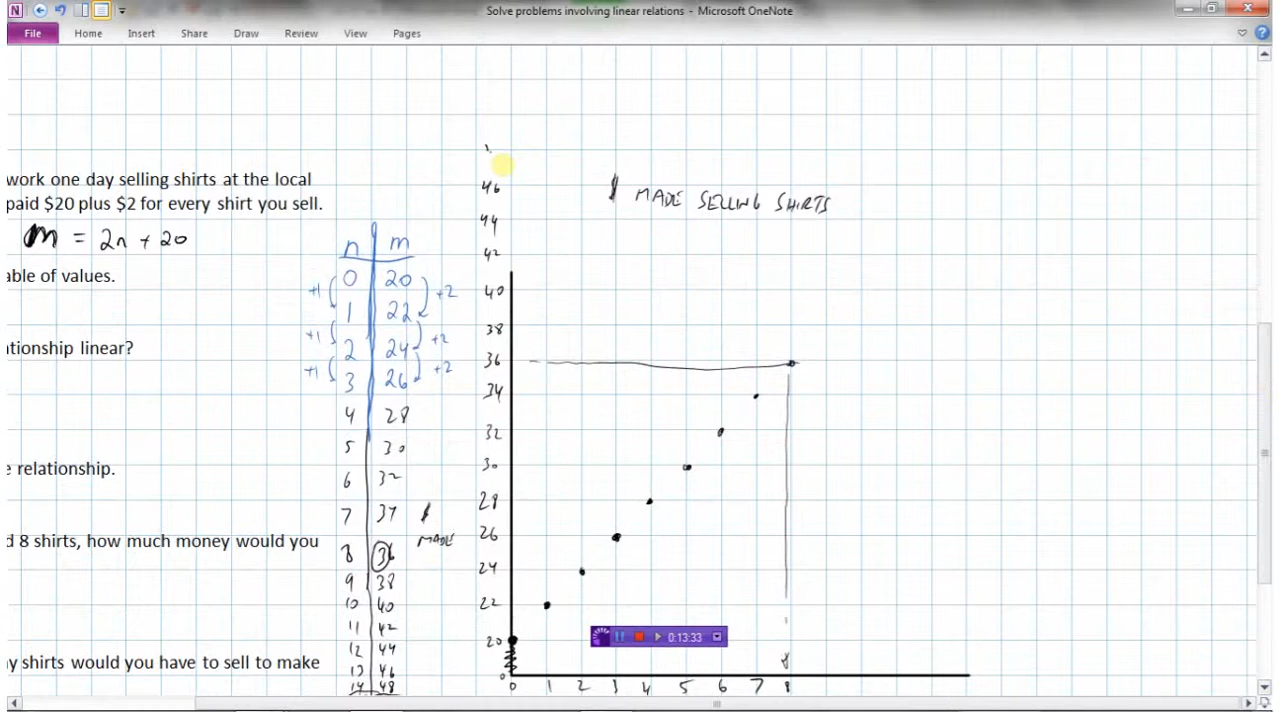 Solve problems involving linear relations - Microsoft OneNote
File Home Insert Share Draw Review View Pages
work one day selling shirts at the local
paid $20 plus $2 for every shirt you sell.
m = 2n + 20
able of values.
ationship linear?
e relationship.
d 8 shirts, how much money would you
y shirts would you have to sell to make
n m
0 20
+1 +2
1 22
+1 +2
2 24
+1 +2
3 26
4 28
5 30
6 32
7 34 $
MADE
8 36
9 38
10 40
11 42
12 44
13 46
14 48
$ MADE SELLING SHIRTS
46
44
42
40
38
36
34
32
30
28
26
24
22
20
0
0 1 2 3 4 5 6 7 8
0:13:33